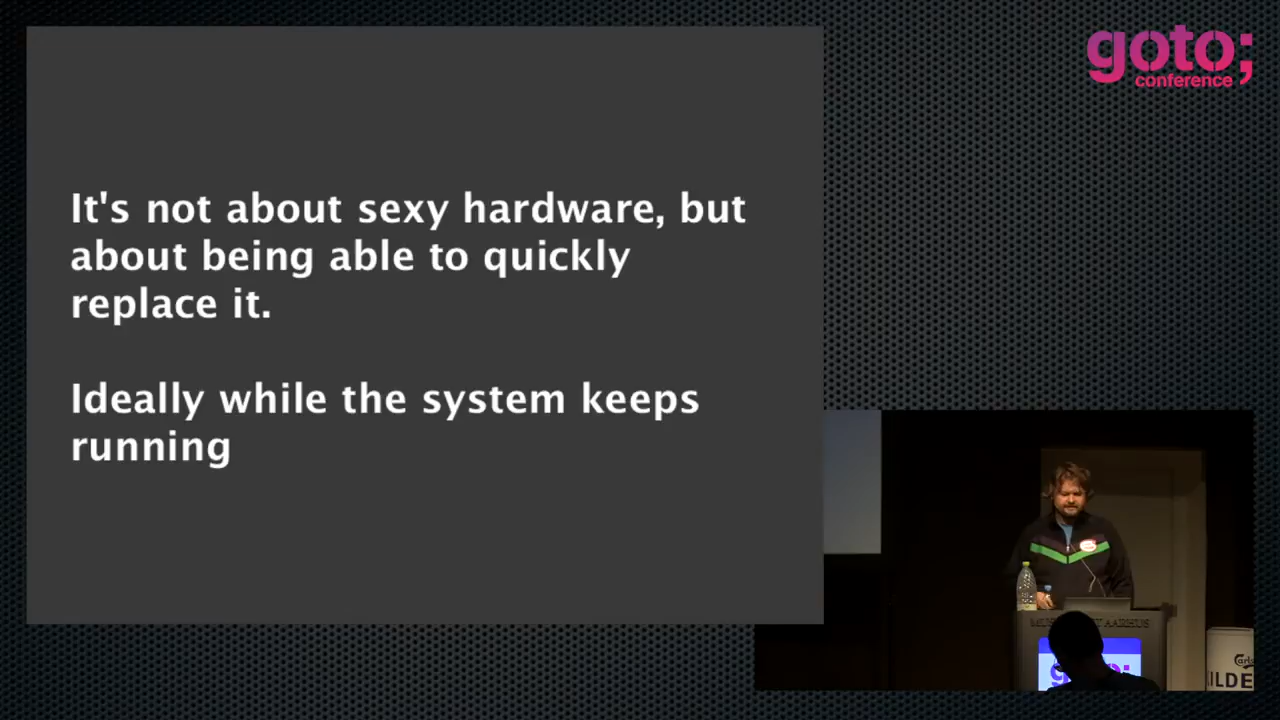 goto;
conference
It's not about sexy hardware, but
about being able to quickly
replace it.
Ideally while the system keeps
running
goto;